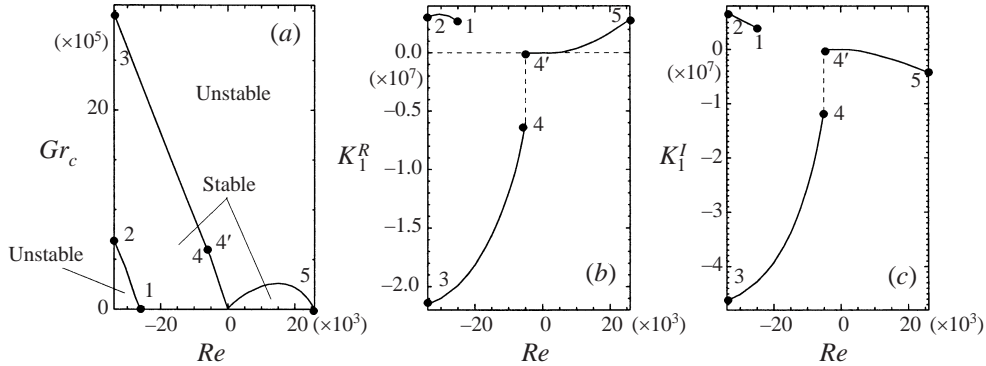 (a)
(×10⁵)
3
Unstable
20
Gr_c
Stable
2
4 4′
Unstable
1
5
0
−20 0 20 (×10³)
Re
2 1
5
0.0
(×10⁷)
4′
−0.5
4
K₁ᴿ
−1.0
−1.5
3
−2.0
(b)
−20 0 20 (×10³)
Re
2 1
0
(×10⁷)
4′
5
−1
4
K₁ᴵ
−2
−3
3
−4
(c)
−20 0 20 (×10³)
Re